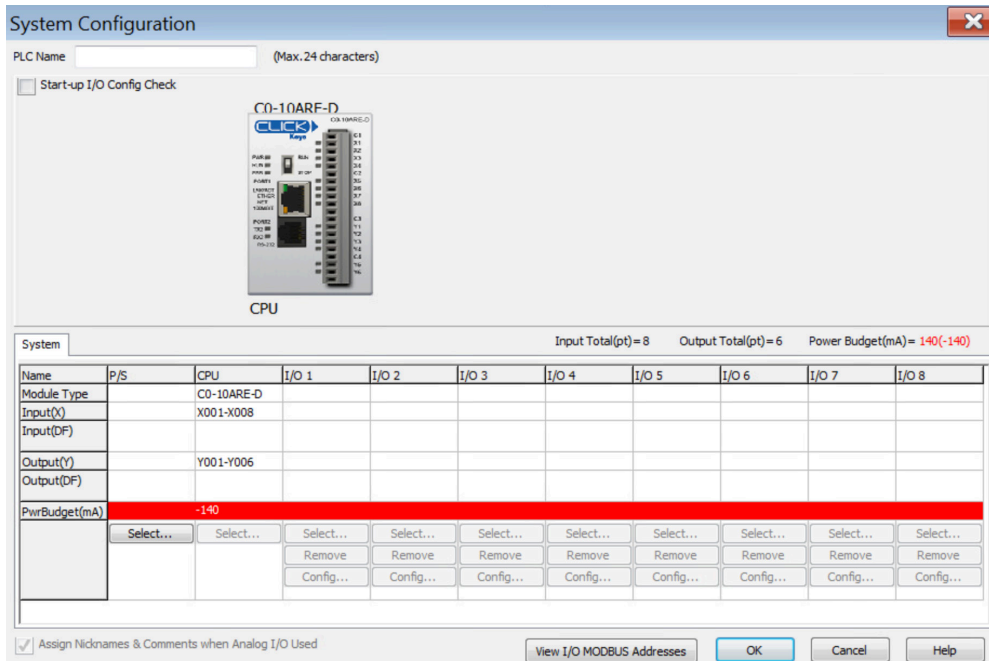 System Configuration
PLC Name (Max.24 characters)
Start-up I/O Config Check
C0-10ARE-D
CLICK
CPU
System Input Total(pt)= 8 Output Total(pt)= 6 Power Budget(mA)= 140(-140)
Name P/S CPU I/O 1 I/O 2 I/O 3 I/O 4 I/O 5 I/O 6 I/O 7 I/O 8
Module Type C0-10ARE-D
Input(X) X001-X008
Input(DF)
Output(Y) Y001-Y006
Output(DF)
PwrBudget(mA) -140
Select... Select... Select... Select... Select... Select... Select... Select... Select... Select...
Remove Remove Remove Remove Remove Remove Remove Remove
Config... Config... Config... Config... Config... Config... Config... Config...
Assign Nicknames & Comments when Analog I/O Used View I/O MODBUS Addresses OK Cancel Help